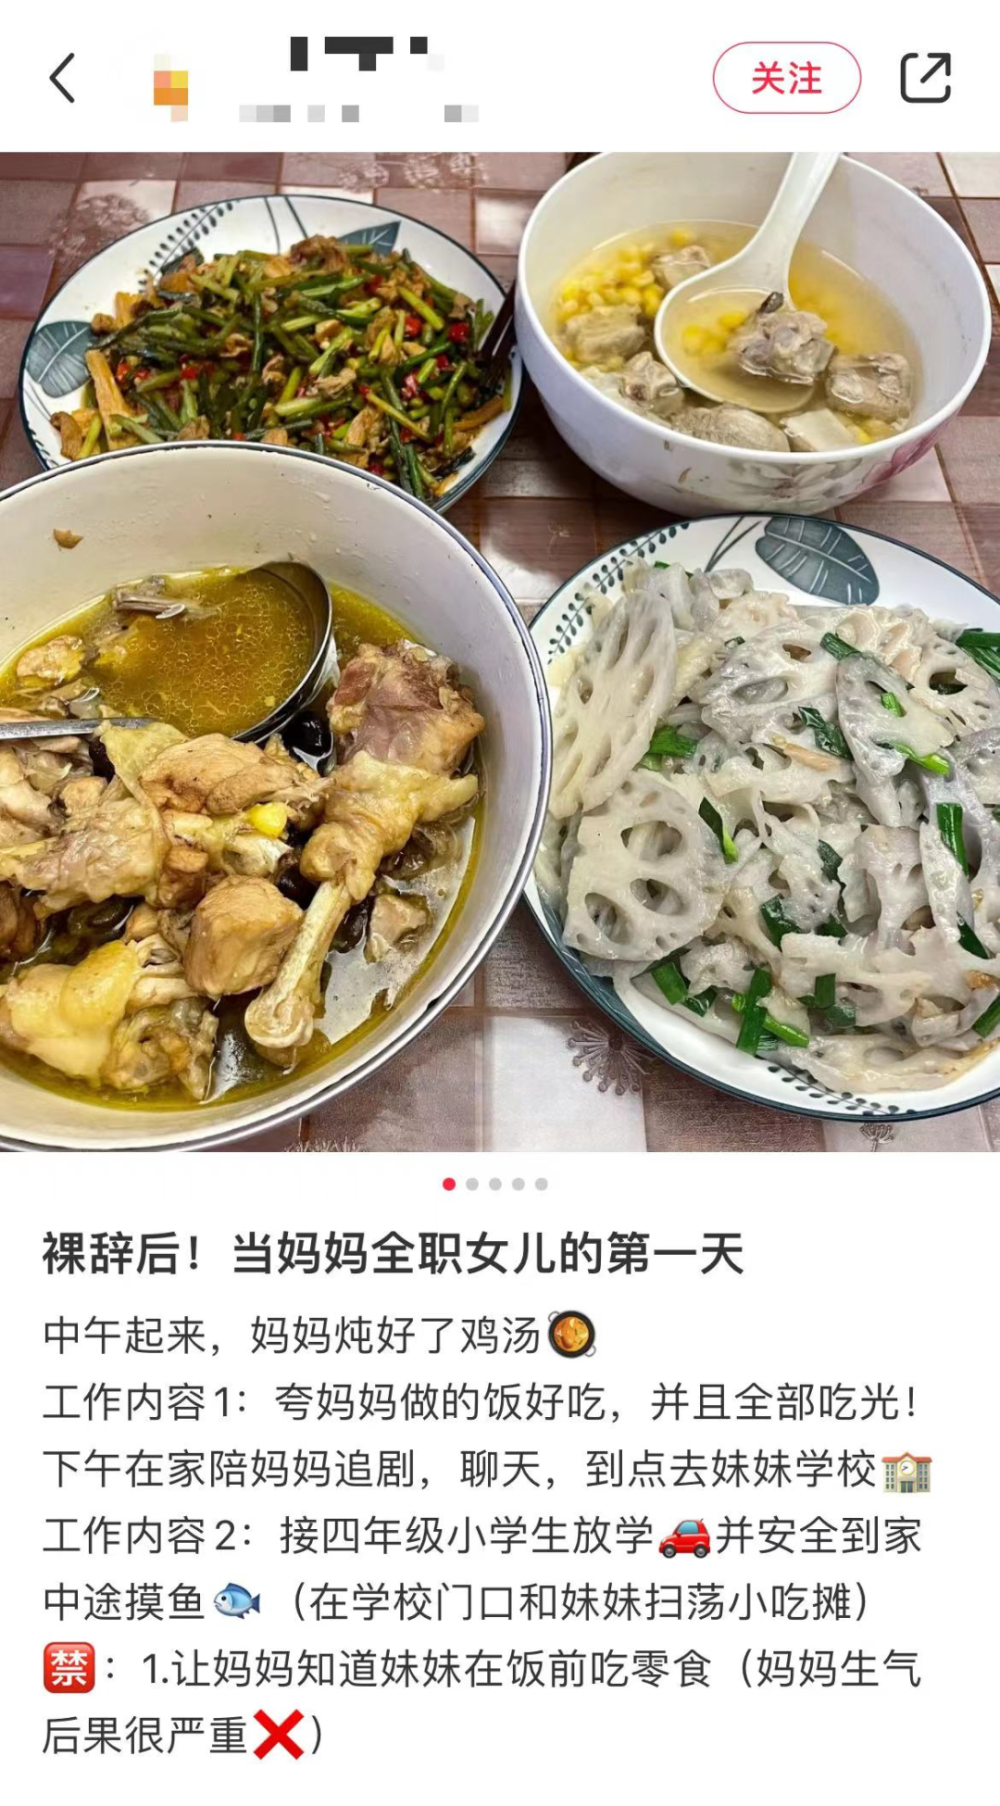 关注
裸辞后！当妈妈全职女儿的第一天
中午起来，妈妈炖好了鸡汤🥘
工作内容1：夸妈妈做的饭好吃，并且全部吃光！
下午在家陪妈妈追剧，聊天，到点去妹妹学校🏫
工作内容2：接四年级小学生放学🚗并安全到家
中途摸鱼🐟（在学校门口和妹妹扫荡小吃摊）
🈲：1.让妈妈知道妹妹在饭前吃零食（妈妈生气
后果很严重❌）